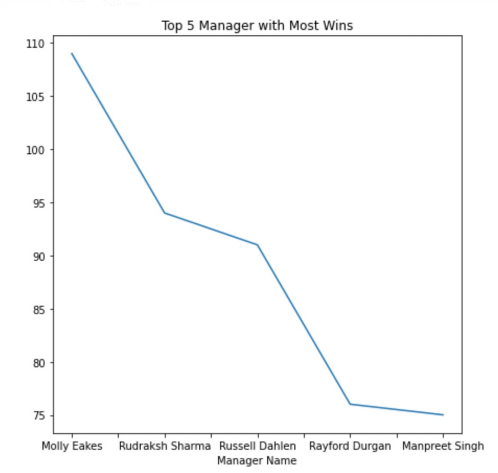 Top 5 Manager with Most Wins
110
105
100
95
90
85
80
75
Molly Eakes Rudraksh Sharma Russell Dahlen Rayford Durgan Manpreet Singh
Manager Name